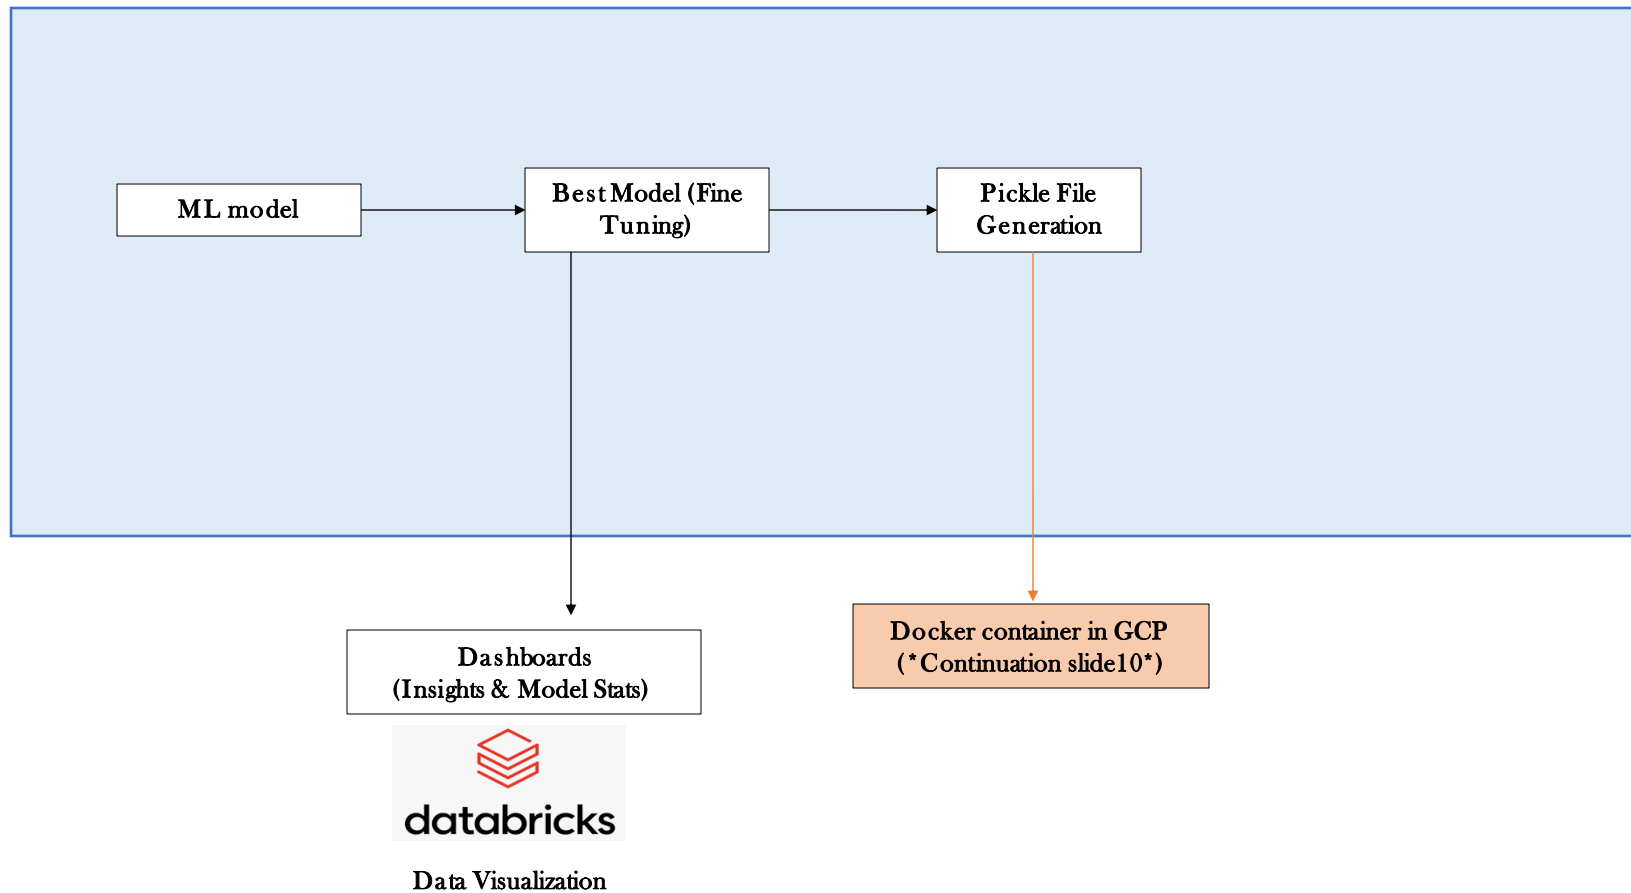 ML model
Best Model (Fine
Tuning)
Pickle File
Generation
Dashboards
(Insights & Model Stats)
Docker container in GCP
(*Continuation slide10*)
databricks
Data Visualization